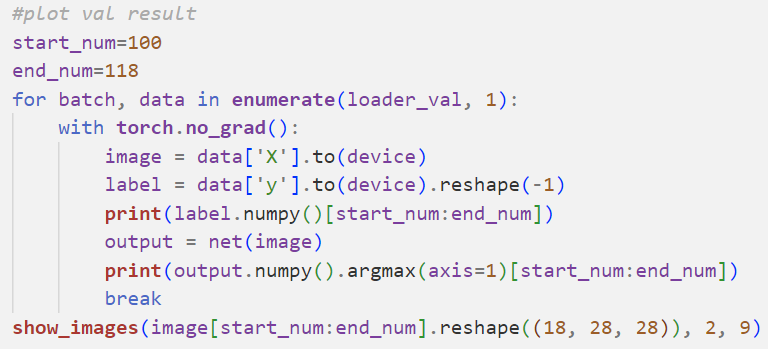 #plot val result
start_num=100
end_num=118
for batch, data in enumerate(loader_val, 1):
    with torch.no_grad():
        image = data['X'].to(device)
        label = data['y'].to(device).reshape(-1)
        print(label.numpy()[start_num:end_num])
        output = net(image)
        print(output.numpy().argmax(axis=1)[start_num:end_num])
        break
show_images(image[start_num:end_num].reshape((18, 28, 28)), 2, 9)